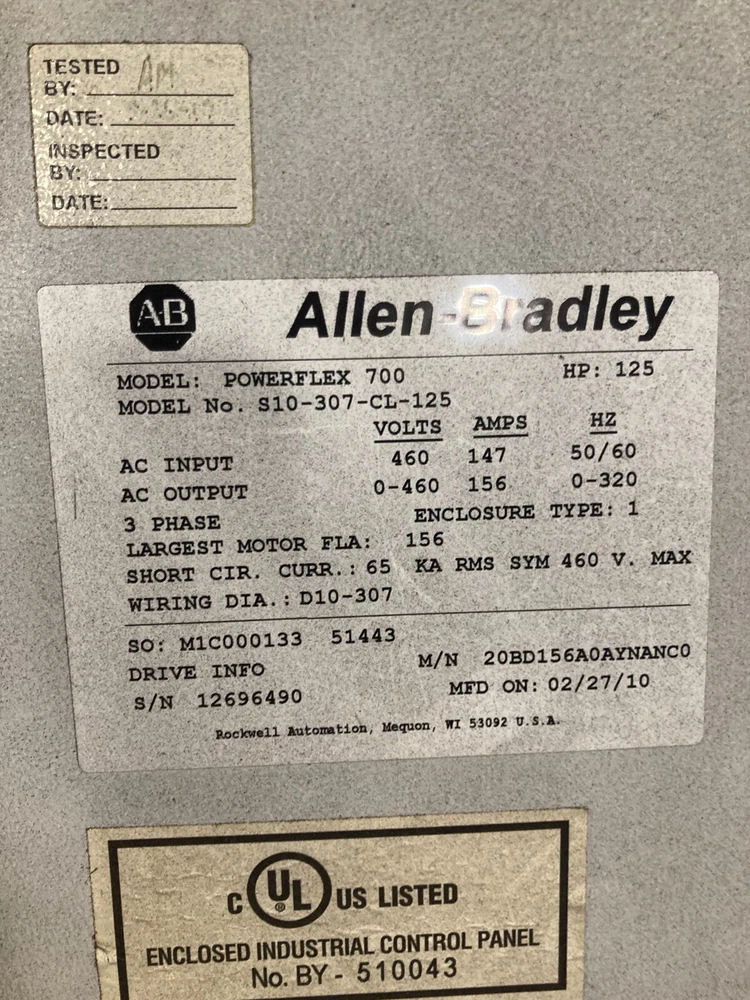 TESTED
BY: AM
DATE:
INSPECTED
BY:
DATE:
AB Allen-Bradley
MODEL: POWERFLEX 700 HP: 125
MODEL No. S10-307-CL-125
VOLTS AMPS HZ
AC INPUT 460 147 50/60
AC OUTPUT 0-460 156 0-320
3 PHASE ENCLOSURE TYPE: 1
LARGEST MOTOR FLA: 156
SHORT CIR. CURR.: 65 KA RMS SYM 460 V. MAX
WIRING DIA.: D10-307
SO: M1C000133 51443
DRIVE INFO M/N 20BD156A0AYNANC0
S/N 12696490 MFD ON: 02/27/10
Rockwell Automation, Mequon, WI 53092 U.S.A.
C UL ® US LISTED
ENCLOSED INDUSTRIAL CONTROL PANEL
No. BY - 510043